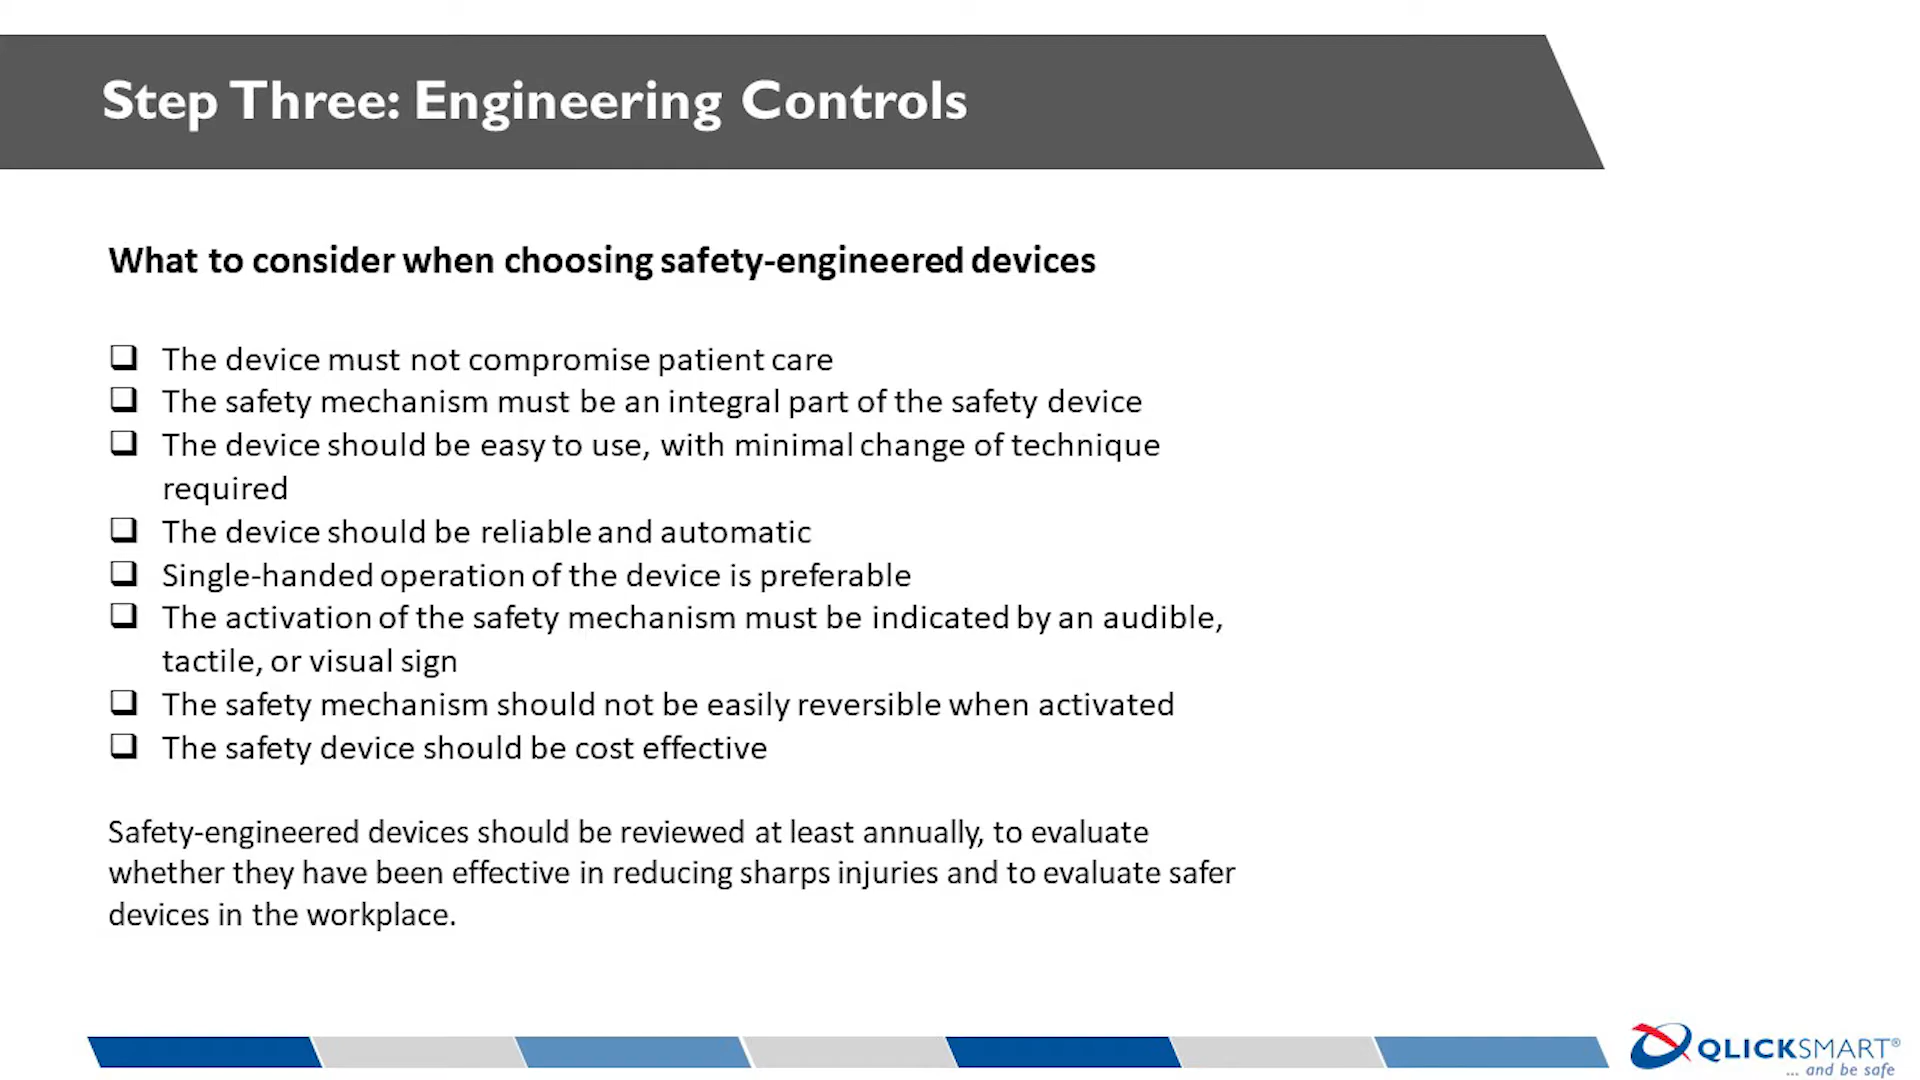 Step Three: Engineering Controls
What to consider when choosing safety-engineered devices
❑ The device must not compromise patient care
❑ The safety mechanism must be an integral part of the safety device
❑ The device should be easy to use, with minimal change of technique
required
❑ The device should be reliable and automatic
❑ Single-handed operation of the device is preferable
❑ The activation of the safety mechanism must be indicated by an audible,
tactile, or visual sign
❑ The safety mechanism should not be easily reversible when activated
❑ The safety device should be cost effective
Safety-engineered devices should be reviewed at least annually, to evaluate
whether they have been effective in reducing sharps injuries and to evaluate safer
devices in the workplace.
QLICKSMART®
... and be safe